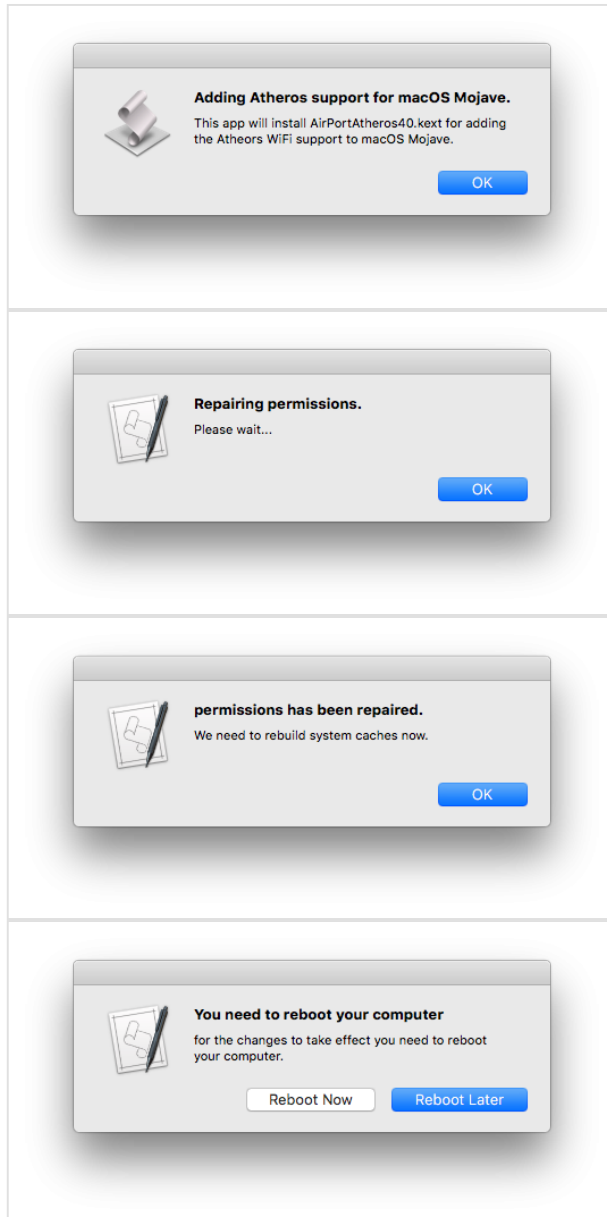 Adding Atheros support for macOS Mojave.
This app will install AirPortAtheros40.kext for adding
the Atheors WiFi support to macOS Mojave.
OK
Repairing permissions.
Please wait...
OK
permissions has been repaired.
We need to rebuild system caches now.
OK
You need to reboot your computer
for the changes to take effect you need to reboot
your computer.
Reboot Now Reboot Later